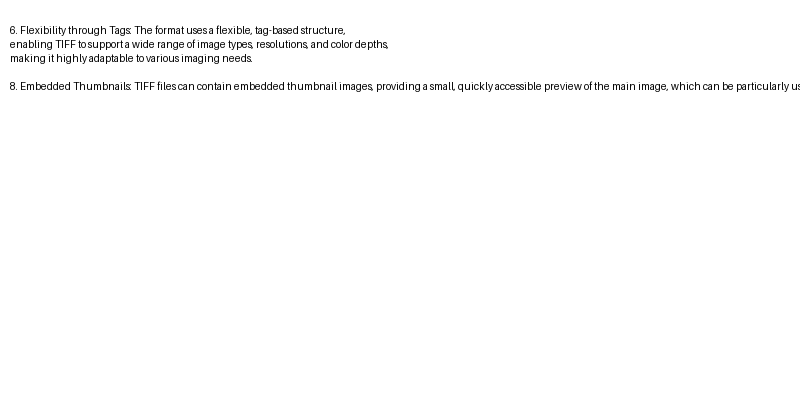 6. Flexibility through Tags: The format uses a flexible, tag-based structure,
enabling TIFF to support a wide range of image types, resolutions, and color depths,
making it highly adaptable to various imaging needs.
8. Embedded Thumbnails: TIFF files can contain embedded thumbnail images, providing a small, quickly accessible preview of the main image, which can be particularly